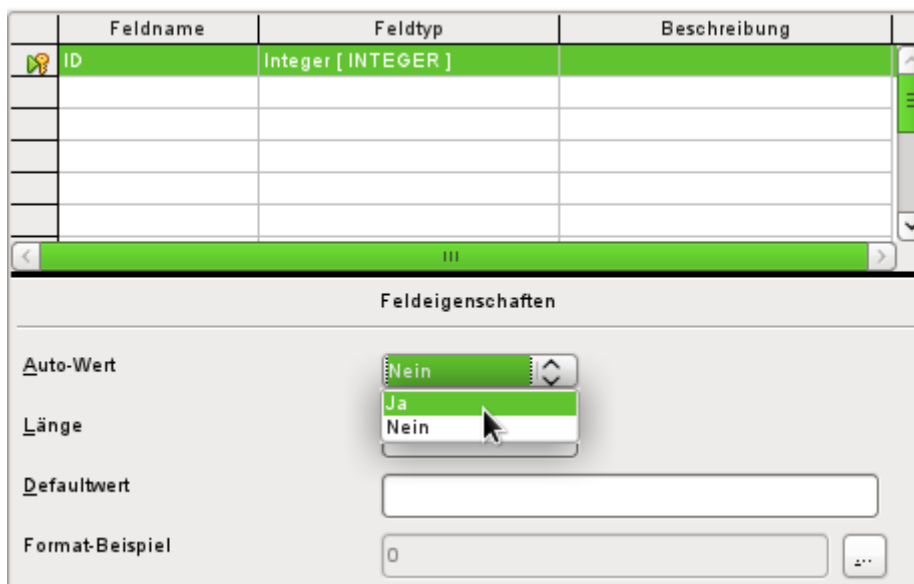 Feldname Feldtyp Beschreibung
ID Integer [ INTEGER ]
Feldeigenschaften
Auto-Wert Nein
Ja
Länge Nein
Defaultwert
Format-Beispiel 0 ...